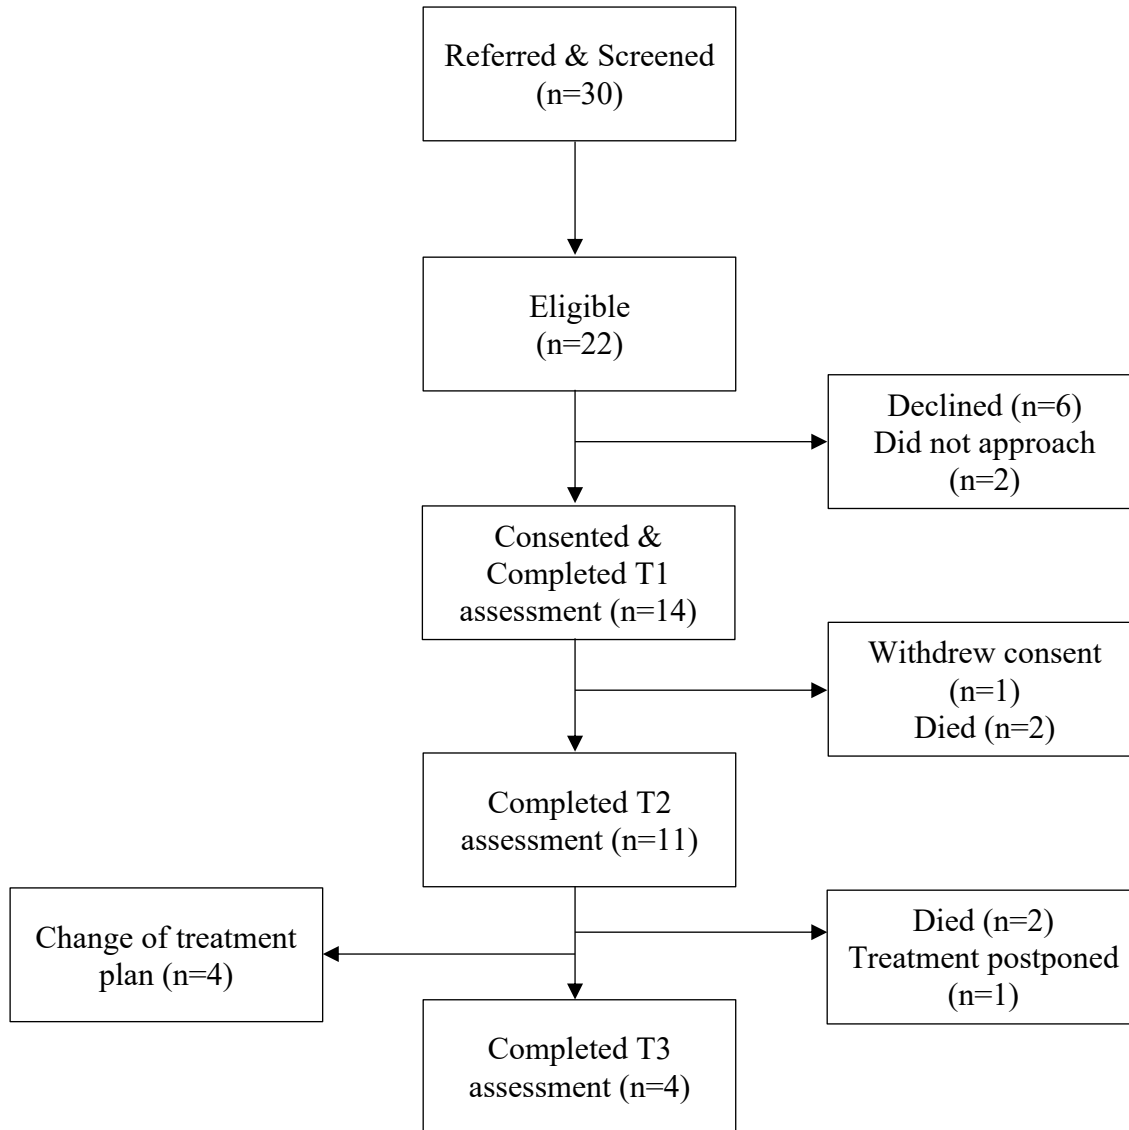 Referred & Screened
(n=30)
Eligible
(n=22)
Declined (n=6)
Did not approach
(n=2)
Consented &
Completed T1
assessment (n=14)
Withdrew consent
(n=1)
Died (n=2)
Completed T2
assessment (n=11)
Change of treatment
plan (n=4)
Died (n=2)
Treatment postponed
(n=1)
Completed T3
assessment (n=4)